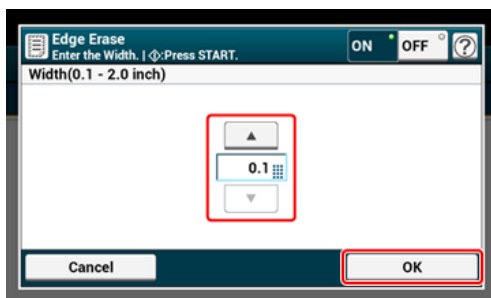 Edge Erase
Enter the Width. | :Press START.
ON
OFF
?
Width(0.1 - 2.0 inch)
▲
0.1
▼
Cancel
OK